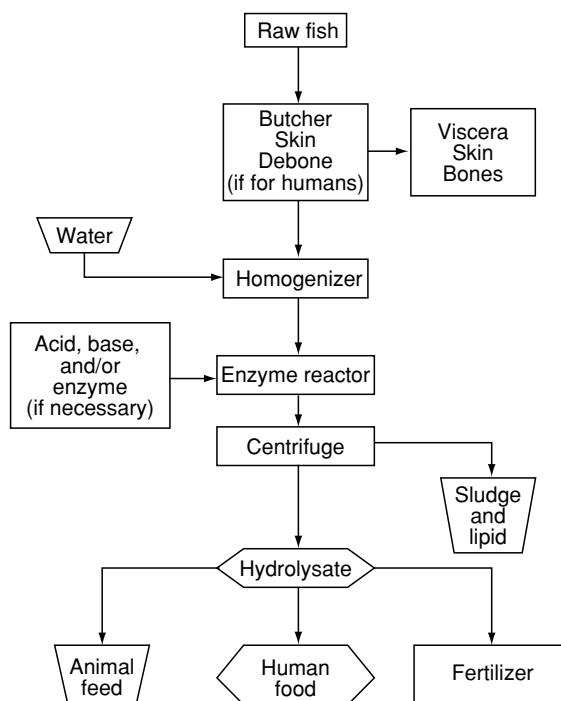 Raw fish
Butcher
Skin
Debone
(if for humans)
Viscera
Skin
Bones
Water
Homogenizer
Acid, base,
and/or
enzyme
(if necessary)
Enzyme reactor
Centrifuge
Sludge
and
lipid
Hydrolysate
Animal
feed
Human
food
Fertilizer